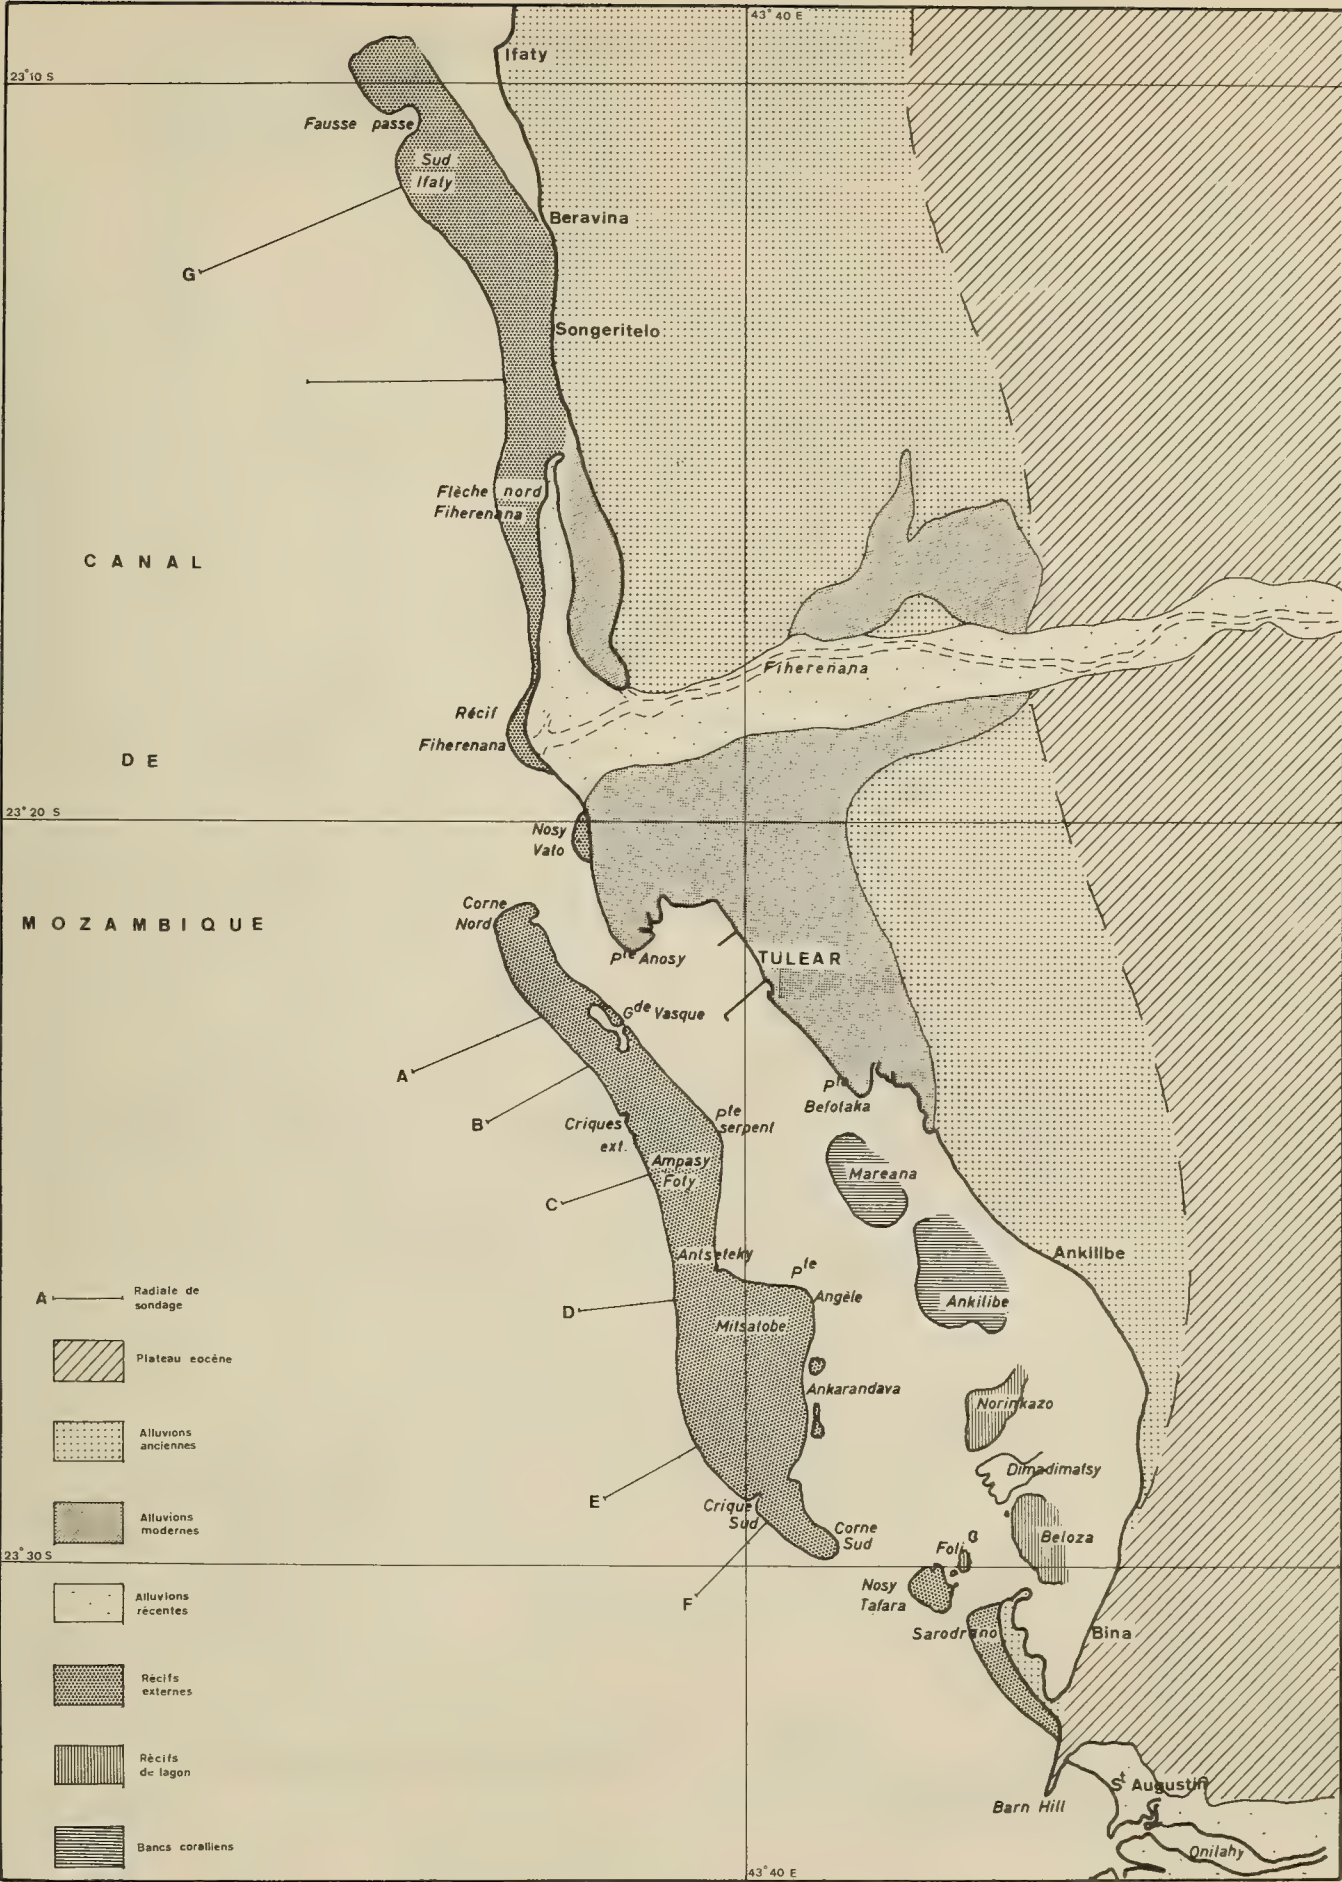 43°40 E
Ifaty
23°10 S
Fausse passe
Sud
Ifaty
Beravina
G
Songeritelo
Flèche nord
Fiherenana
CANAL
Fiherenana
Récif
Fiherenana
DE
23°20 S
Nosy
Vato
Corne
Nord
MOZAMBIQUE
Pte Anosy
TULEAR
Gde Vasque
A
B
Pte
Befotaka
Criques
ext.
Pte
serpent
Ampasy
Foty
Mareana
C
Antseteky
Ankilibe
Pte
Angèle
Ankilibe
A
Radiale de
sondage
D
Mitsatobe
Plateau eocène
Ankarandava
Norinkazo
Alluvions
anciennes
Dimadimatsy
E
Crique
Sud
Corne
Sud
Alluvions
modernes
Beloza
Foli
23°30 S
Nosy
Tafara
F
Alluvions
récentes
Sarodrano
Bina
Récifs
externes
Récifs
de lagon
St Augustin
Barn Hill
Bancs coralliens
Onilahy
43°40 E